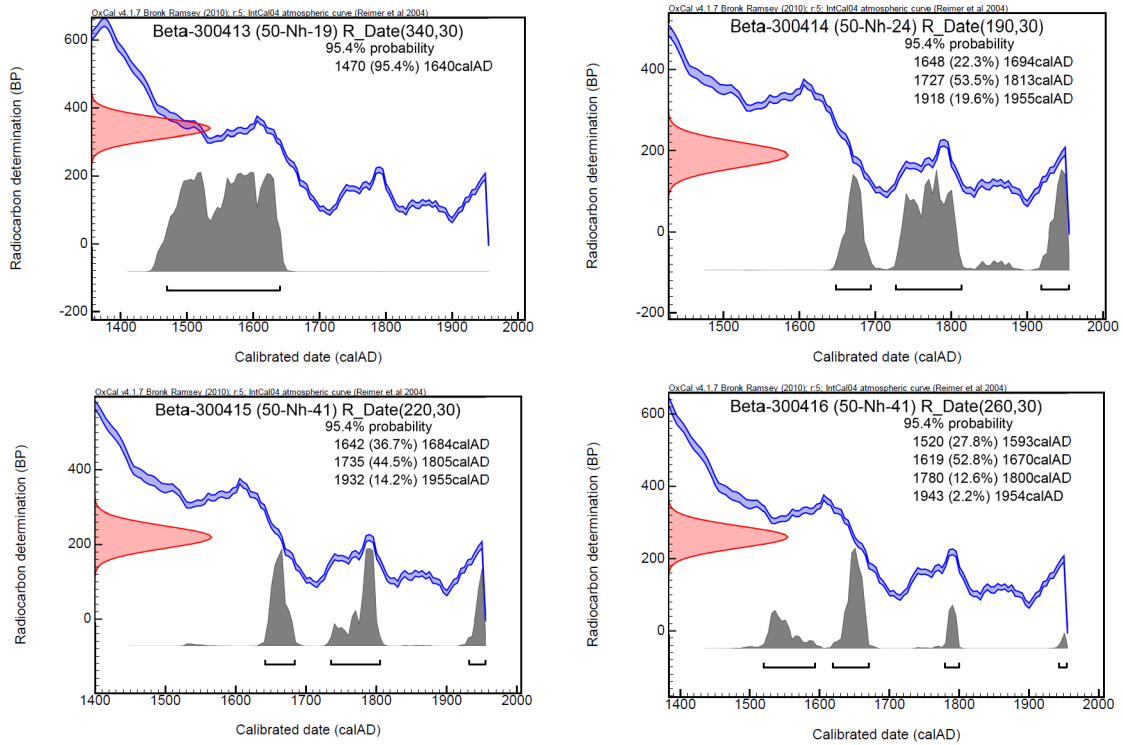 OxCal v4.1.7 Bronk Ramsey (2010); r:5; IntCal04 atmospheric curve (Reimer et al 2004)
Beta-300413 (50-Nh-19) R_Date(340,30)
95.4% probability
1470 (95.4%) 1640calAD
Radiocarbon determination (BP)
600
400
200
0
-200
1400 1500 1600 1700 1800 1900 2000
Calibrated date (calAD)
OxCal v4.1.7 Bronk Ramsey (2010); r:5; IntCal04 atmospheric curve (Reimer et al 2004)
Beta-300414 (50-Nh-24) R_Date(190,30)
95.4% probability
1648 (22.3%) 1694calAD
1727 (53.5%) 1813calAD
1918 (19.6%) 1955calAD
Radiocarbon determination (BP)
400
200
0
-200
1500 1600 1700 1800 1900 2000
Calibrated date (calAD)
OxCal v4.1.7 Bronk Ramsey (2010); r:5; IntCal04 atmospheric curve (Reimer et al 2004)
Beta-300415 (50-Nh-41) R_Date(220,30)
95.4% probability
1642 (36.7%) 1684calAD
1735 (44.5%) 1805calAD
1932 (14.2%) 1955calAD
Radiocarbon determination (BP)
400
200
0
1400 1500 1600 1700 1800 1900 2000
Calibrated date (calAD)
OxCal v4.1.7 Bronk Ramsey (2010); r:5; IntCal04 atmospheric curve (Reimer et al 2004)
Beta-300416 (50-Nh-41) R_Date(260,30)
95.4% probability
1520 (27.8%) 1593calAD
1619 (52.8%) 1670calAD
1780 (12.6%) 1800calAD
1943 (2.2%) 1954calAD
Radiocarbon determination (BP)
600
400
200
0
1400 1500 1600 1700 1800 1900 2000
Calibrated date (calAD)